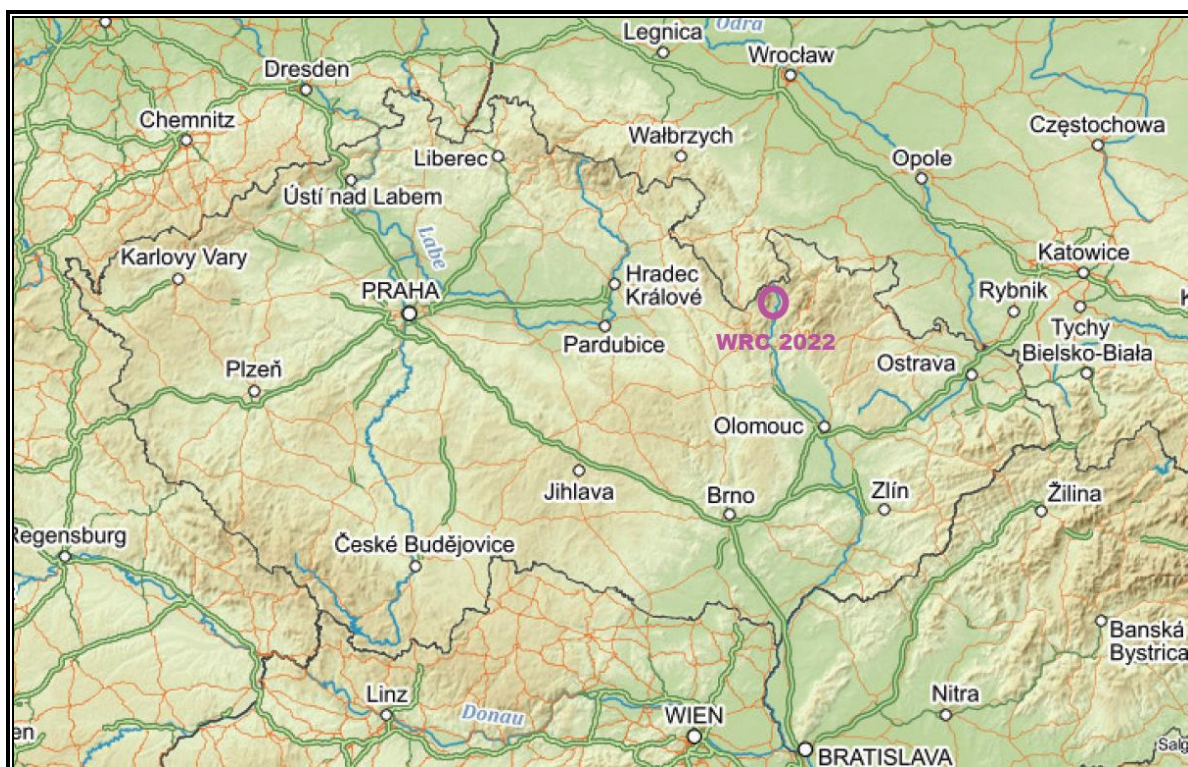 Legnica
Odra
Wrocław
Dresden
Chemnitz
Liberec
Wałbrzych
Częstochowa
Opole
Ústí nad Labem
Labe
Karlovy Vary
Katowice
Hradec
Králové
PRAHA
Rybnik
Tychy
WRC 2022
Pardubice
Bielsko-Biała
Plzeň
Ostrava
Olomouc
Jihlava
Brno
Zlín
Žilina
Regensburg
České Budějovice
Banská
Bystrica
Linz
Donau
WIEN
Nitra
en
Salg
BRATISLAVA
K